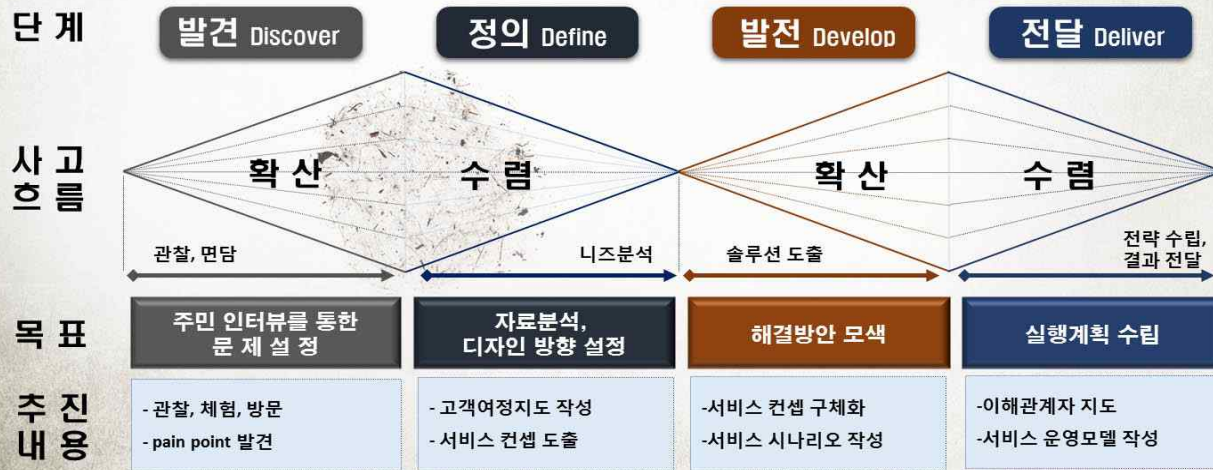 단계
발견 Discover
정의 Define
발전 Develop
전달 Deliver
사고
흐름
확산
수렴
확산
수렴
관찰, 면담
니즈분석
솔루션 도출
전략 수립,
결과 전달
목표
주민 인터뷰를 통한
문제설정
자료분석,
디자인 방향 설정
해결방안 모색
실행계획 수립
추진
내용
- 관찰, 체험, 방문
- pain point 발견
- 고객여정지도 작성
- 서비스 컨셉 도출
-서비스 컨셉 구체화
-서비스 시나리오 작성
-이해관계자 지도
-서비스 운영모델 작성